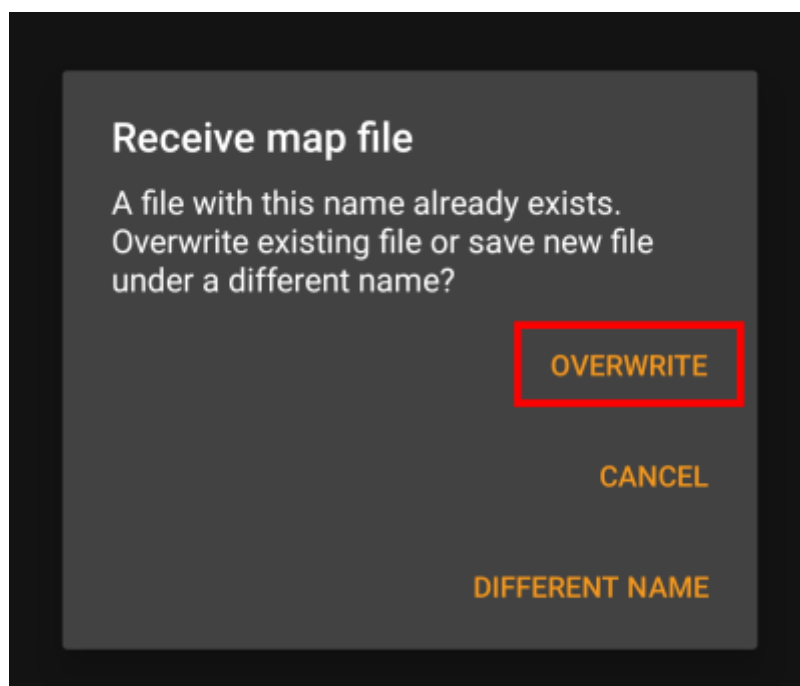 Receive map file
A file with this name already exists.
Overwrite existing file or save new file
under a different name?
OVERWRITE
CANCEL
DIFFERENT NAME